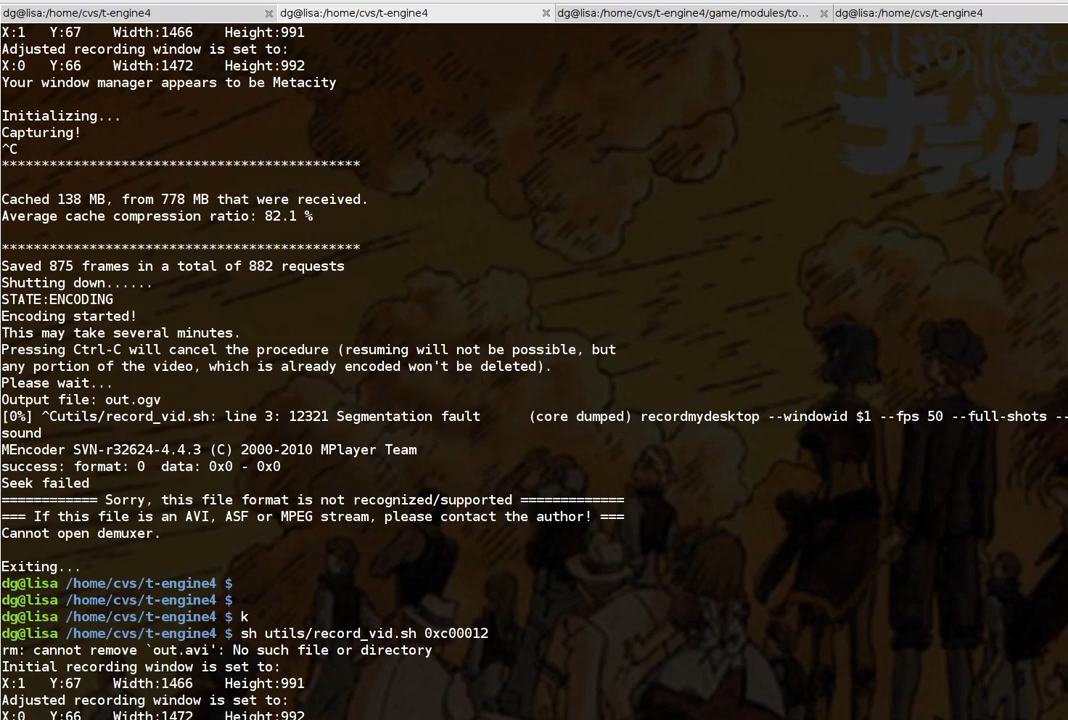 dg@lisa:/home/cvs/t-engine4
dg@lisa:/home/cvs/t-engine4
dg@lisa:/home/cvs/t-engine4/game/modules/to...
dg@lisa:/home/cvs/t-engine4
X:1   Y:67    Width:1466    Height:991
Adjusted recording window is set to:
X:0   Y:66    Width:1472    Height:992
Your window manager appears to be Metacity
Initializing...
Capturing!
^C
*********************************************
Cached 138 MB, from 778 MB that were received.
Average cache compression ratio: 82.1 %
*********************************************
Saved 875 frames in a total of 882 requests
Shutting down......
STATE:ENCODING
Encoding started!
This may take several minutes.
Pressing Ctrl-C will cancel the procedure (resuming will not be possible, but
any portion of the video, which is already encoded won't be deleted).
Please wait...
Output file: out.ogv
[0%] ^Cutils/record_vid.sh: line 3: 12321 Segmentation fault      (core dumped) recordmydesktop --windowid $1 --fps 50 --full-shots --
sound
MEncoder SVN-r32624-4.4.3 (C) 2000-2010 MPlayer Team
success: format: 0  data: 0x0 - 0x0
Seek failed
============ Sorry, this file format is not recognized/supported =============
=== If this file is an AVI, ASF or MPEG stream, please contact the author! ===
Cannot open demuxer.
Exiting...
dg@lisa /home/cvs/t-engine4 $
dg@lisa /home/cvs/t-engine4 $
dg@lisa /home/cvs/t-engine4 $ k
dg@lisa /home/cvs/t-engine4 $ sh utils/record_vid.sh 0xc00012
rm: cannot remove `out.avi': No such file or directory
Initial recording window is set to:
X:1   Y:67    Width:1466    Height:991
Adjusted recording window is set to:
X:0   Y:66    Width:1472    Height:992